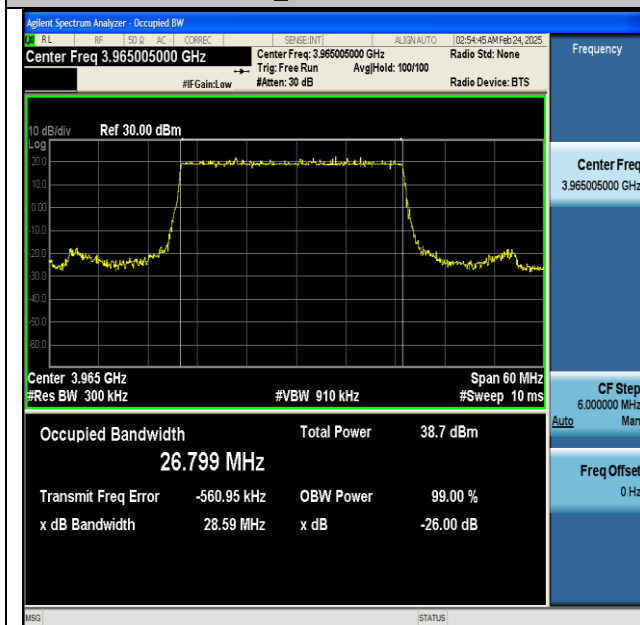 Agilent Spectrum Analyzer - Occupied BW
LXI RL RF 50 Ω AC CORREC SENSE:INT ALIGNAUTO 02:54:45 AM Feb 24, 2025
Center Freq 3.965005000 GHz
Center Freq: 3.965005000 GHz Radio Std: None
Trig: Free Run Avg|Hold: 100/100
#IFGain:Low #Atten: 30 dB Radio Device: BTS
Frequency
10 dB/div Ref 30.00 dBm
Log
20.0
10.0
0.00
-10.0
-20.0
-30.0
-40.0
-50.0
-60.0
Center Freq
3.965005000 GHz
Center 3.965 GHz Span 60 MHz
#Res BW 300 kHz #VBW 910 kHz #Sweep 10 ms
CF Step
6.000000 MHz
Auto Man
Occupied Bandwidth Total Power 38.7 dBm
26.799 MHz
Transmit Freq Error -560.95 kHz OBW Power 99.00 %
x dB Bandwidth 28.59 MHz x dB -26.00 dB
Freq Offset
0 Hz
MSG STATUS